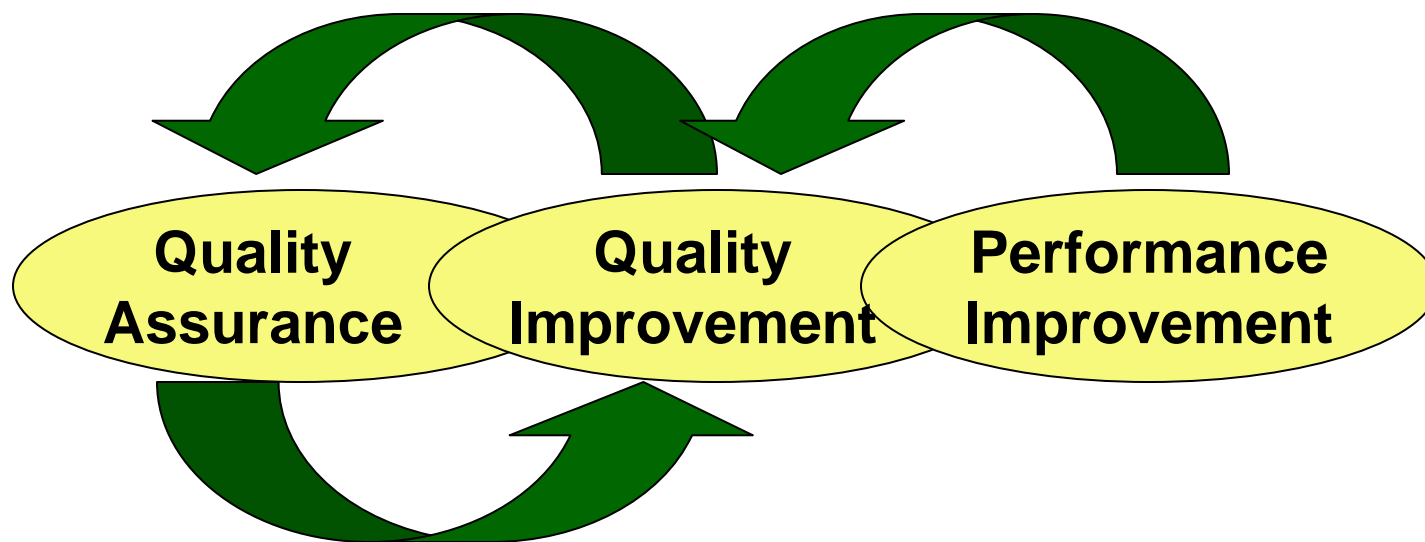 Quality
Assurance
Quality
Improvement
Performance
Improvement